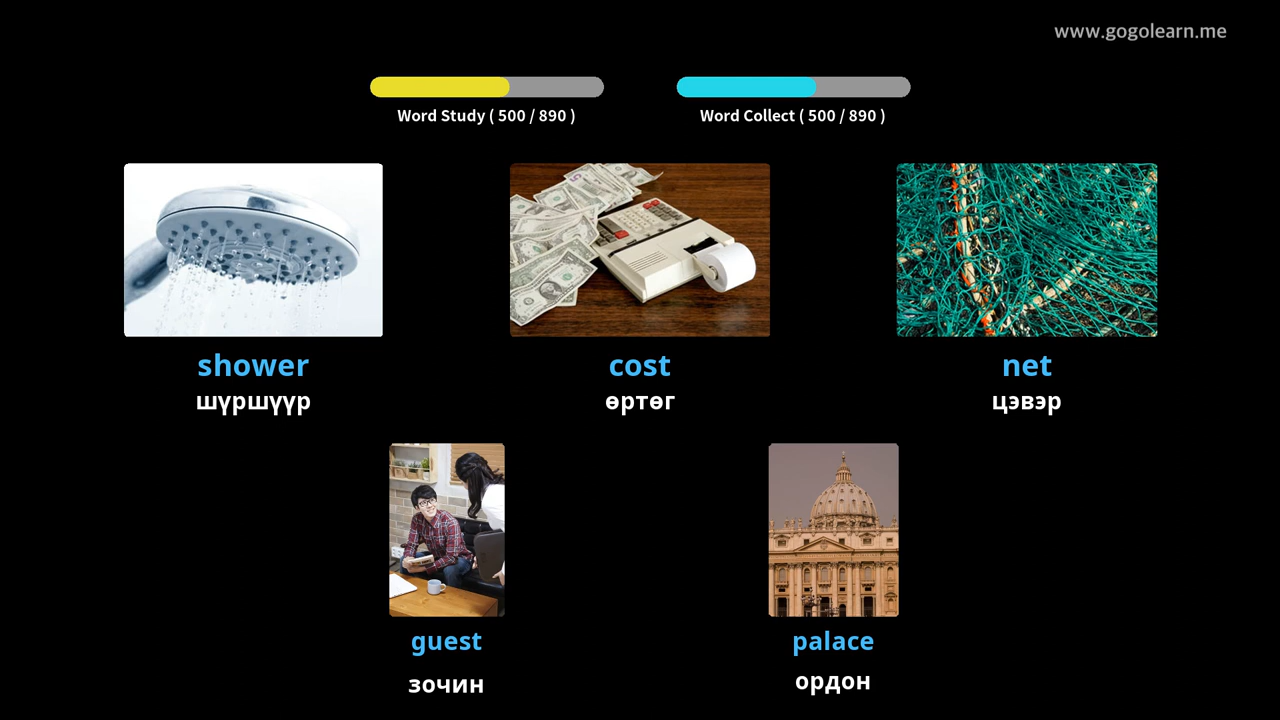 www.gogolearn.me
Word Study ( 500 / 890 )
Word Collect ( 500 / 890 )
shower
шүршүүр
cost
өртөг
net
цэвэр
guest
зочин
palace
ордон